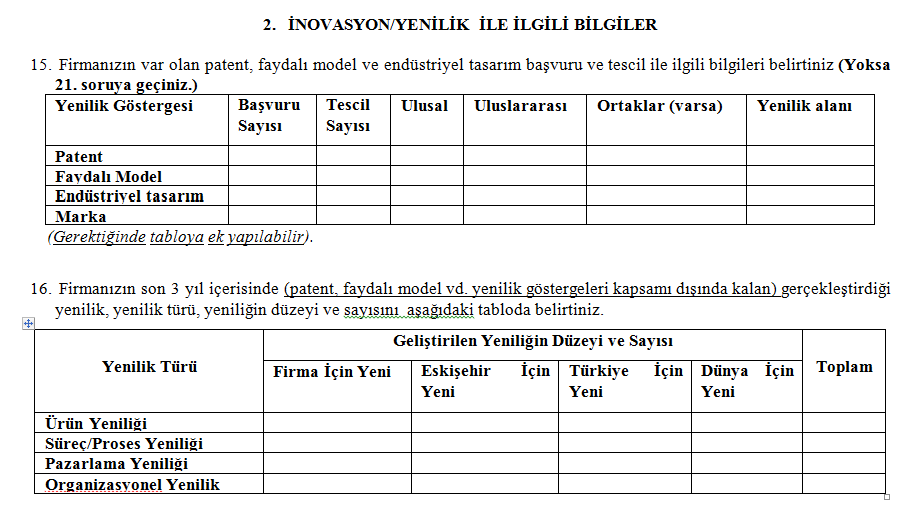 2. İNOVASYON/YENİLİK İLE İLGİLİ BİLGİLER
15. Firmanızın var olan patent, faydalı model ve endüstriyel tasarım başvuru ve tescil ile ilgili bilgileri belirtiniz (Yoksa
21. soruya geçiniz.)
Yenilik Göstergesi Başvuru Sayısı Tescil Sayısı Ulusal Uluslararası Ortaklar (varsa) Yenilik alanı
Patent
Faydalı Model
Endüstriyel tasarım
Marka
(Gerektiğinde tabloya ek yapılabilir).
16. Firmanızın son 3 yıl içerisinde (patent, faydalı model vd. yenilik göstergeleri kapsamı dışında kalan) gerçekleştirdiği
yenilik, yenilik türü, yeniliğin düzeyi ve sayısını aşağıdaki tabloda belirtiniz.
Yenilik Türü Geliştirilen Yeniliğin Düzeyi ve Sayısı Toplam
Firma İçin Yeni Eskişehir İçin Yeni Türkiye İçin Yeni Dünya İçin Yeni
Ürün Yeniliği
Süreç/Proses Yeniliği
Pazarlama Yeniliği
Organizasyonel Yenilik